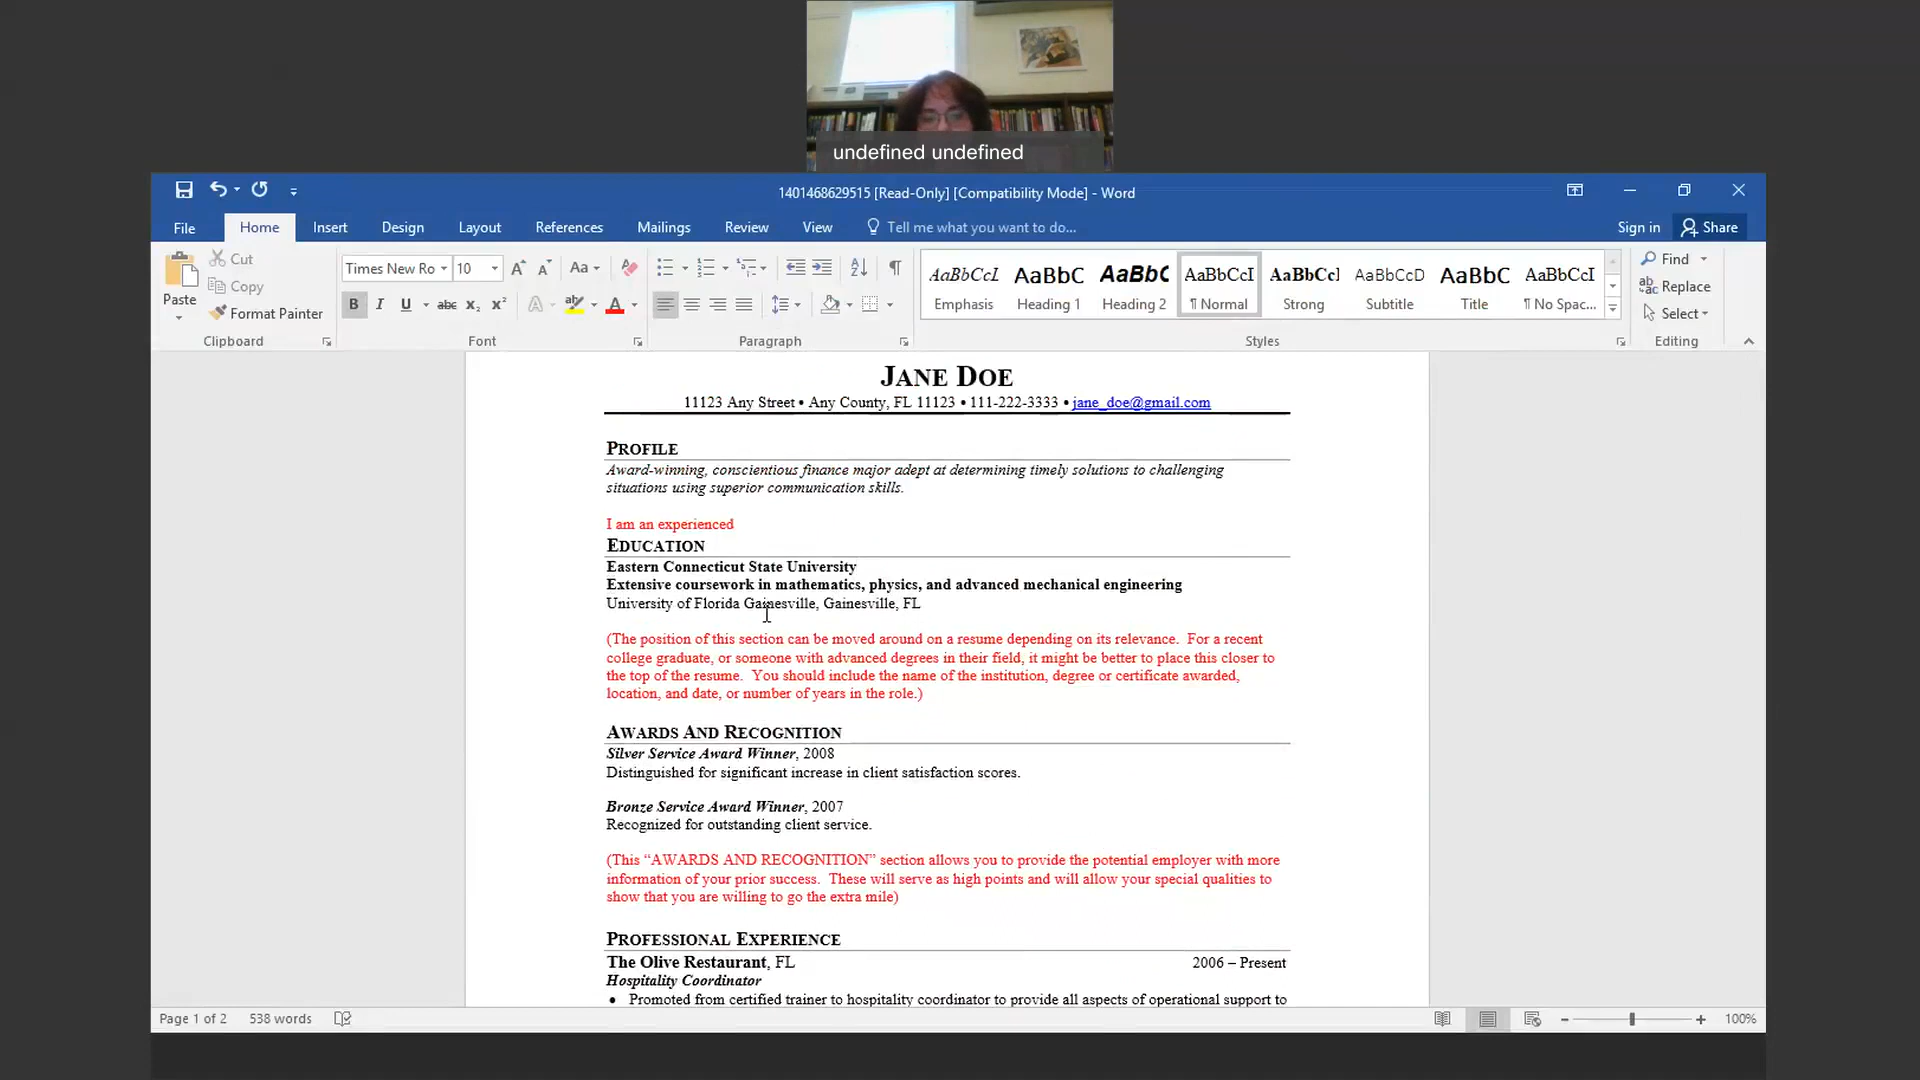 undefined undefined
1401468629515 [Read-Only] [Compatibility Mode] - Word
File Home Insert Design Layout References Mailings Review View Tell me what you want to do... Sign in Share
Paste
Cut
Copy
Format Painter
Clipboard
Times New Ro 10
Font
Paragraph
AaBbCcI AaBbC AaBbC AaBbCcI AaBbCcI AaBbCcD AaBbC AaBbCcI
Emphasis Heading 1 Heading 2 ¶ Normal Strong Subtitle Title ¶ No Spac...
Styles
Find
Replace
Select
Editing
JANE DOE
11123 Any Street • Any County, FL 11123 • 111-222-3333 • jane_doe@gmail.com
PROFILE
Award-winning, conscientious finance major adept at determining timely solutions to challenging
situations using superior communication skills.
I am an experienced
EDUCATION
Eastern Connecticut State University
Extensive coursework in mathematics, physics, and advanced mechanical engineering
University of Florida Gainesville, Gainesville, FL
(The position of this section can be moved around on a resume depending on its relevance. For a recent
college graduate, or someone with advanced degrees in their field, it might be better to place this closer to
the top of the resume. You should include the name of the institution, degree or certificate awarded,
location, and date, or number of years in the role.)
AWARDS AND RECOGNITION
Silver Service Award Winner, 2008
Distinguished for significant increase in client satisfaction scores.
Bronze Service Award Winner, 2007
Recognized for outstanding client service.
(This “AWARDS AND RECOGNITION” section allows you to provide the potential employer with more
information of your prior success. These will serve as high points and will allow your special qualities to
show that you are willing to go the extra mile)
PROFESSIONAL EXPERIENCE
The Olive Restaurant, FL 2006 – Present
Hospitality Coordinator
• Promoted from certified trainer to hospitality coordinator to provide all aspects of operational support to
Page 1 of 2 538 words 100%